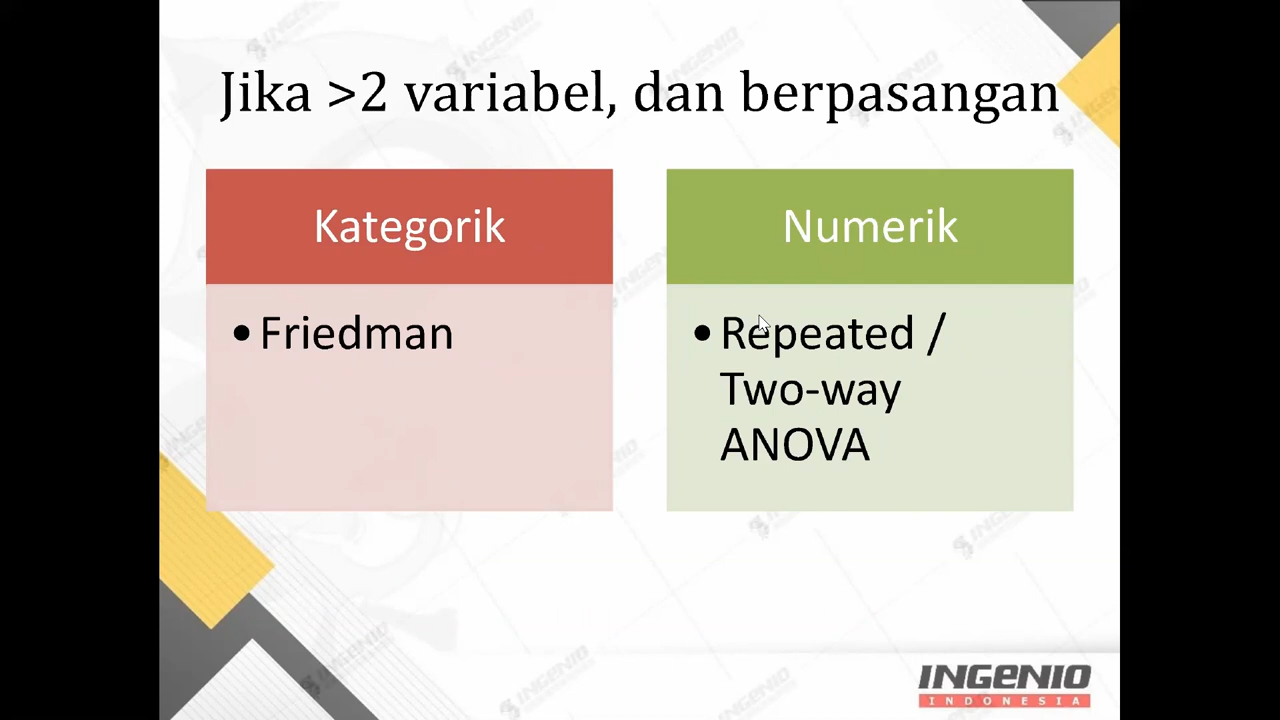 Jika >2 variabel, dan berpasangan
Kategorik
•Friedman
Numerik
•Repeated /
Two-way
ANOVA
INGENIO
INDONESIA